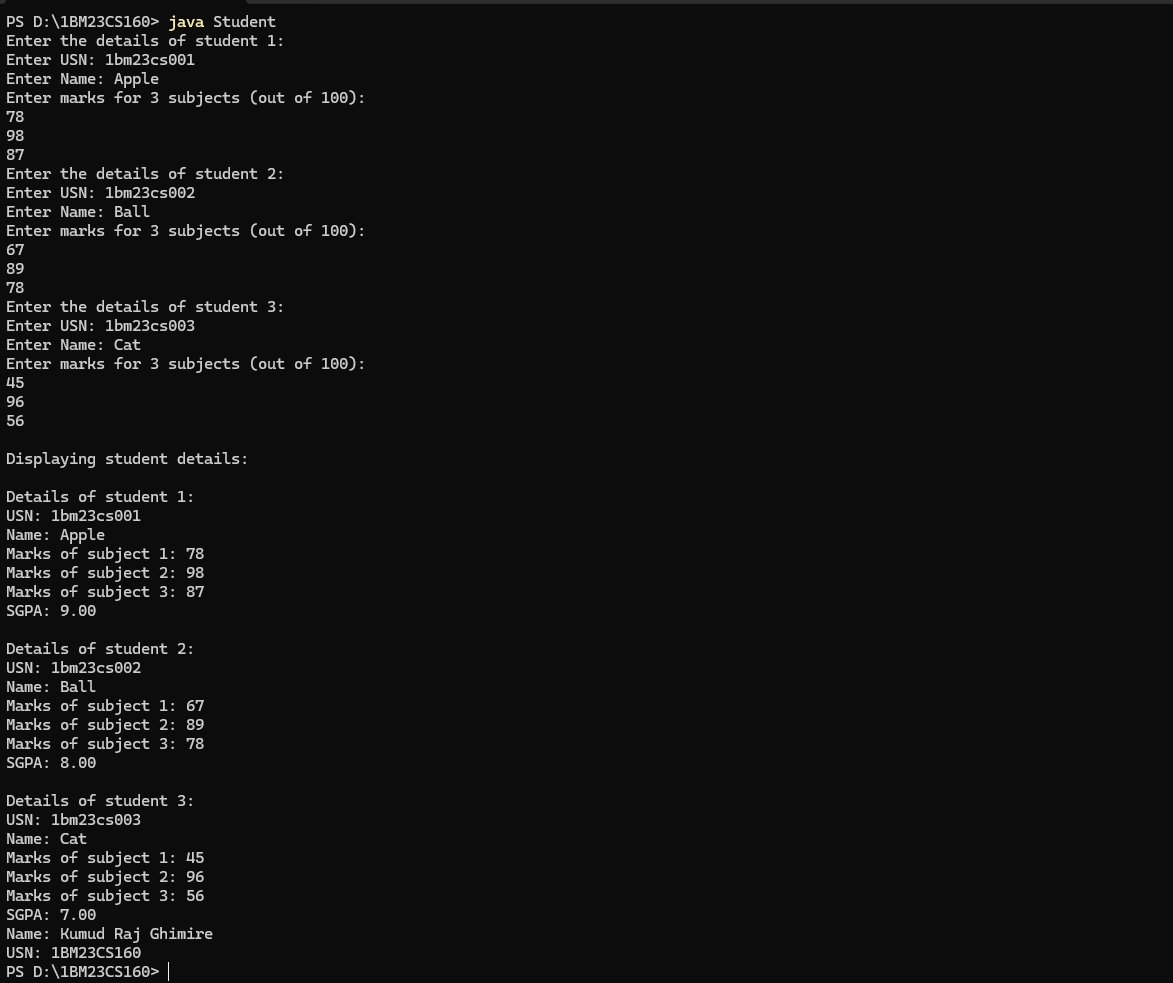 PS D:\1BM23CS160> java Student
Enter the details of student 1:
Enter USN: 1bm23cs001
Enter Name: Apple
Enter marks for 3 subjects (out of 100):
78
98
87
Enter the details of student 2:
Enter USN: 1bm23cs002
Enter Name: Ball
Enter marks for 3 subjects (out of 100):
67
89
78
Enter the details of student 3:
Enter USN: 1bm23cs003
Enter Name: Cat
Enter marks for 3 subjects (out of 100):
45
96
56
Displaying student details:
Details of student 1:
USN: 1bm23cs001
Name: Apple
Marks of subject 1: 78
Marks of subject 2: 98
Marks of subject 3: 87
SGPA: 9.00
Details of student 2:
USN: 1bm23cs002
Name: Ball
Marks of subject 1: 67
Marks of subject 2: 89
Marks of subject 3: 78
SGPA: 8.00
Details of student 3:
USN: 1bm23cs003
Name: Cat
Marks of subject 1: 45
Marks of subject 2: 96
Marks of subject 3: 56
SGPA: 7.00
Name: Kumud Raj Ghimire
USN: 1BM23CS160
PS D:\1BM23CS160>